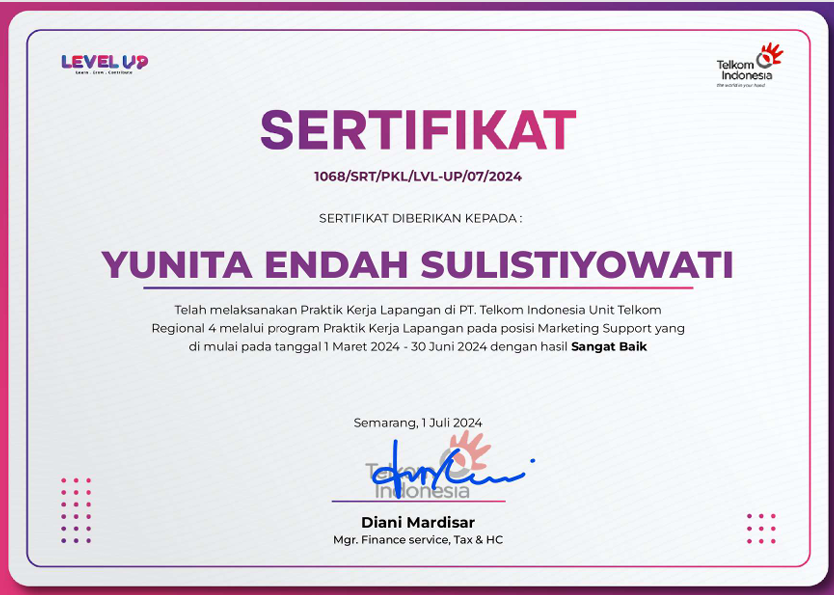 LEVEL UP
Learn . Grow . Contribute
Telkom
Indonesia
the world in your hand
SERTIFIKAT
1068/SRT/PKL/LVL-UP/07/2024
SERTIFIKAT DIBERIKAN KEPADA :
YUNITA ENDAH SULISTIYOWATI
Telah melaksanakan Praktik Kerja Lapangan di PT. Telkom Indonesia Unit Telkom
Regional 4 melalui program Praktik Kerja Lapangan pada posisi Marketing Support yang
di mulai pada tanggal 1 Maret 2024 - 30 Juni 2024 dengan hasil Sangat Baik
Semarang, 1 Juli 2024
Telkom
Indonesia
Diani Mardisar
Mgr. Finance service, Tax & HC